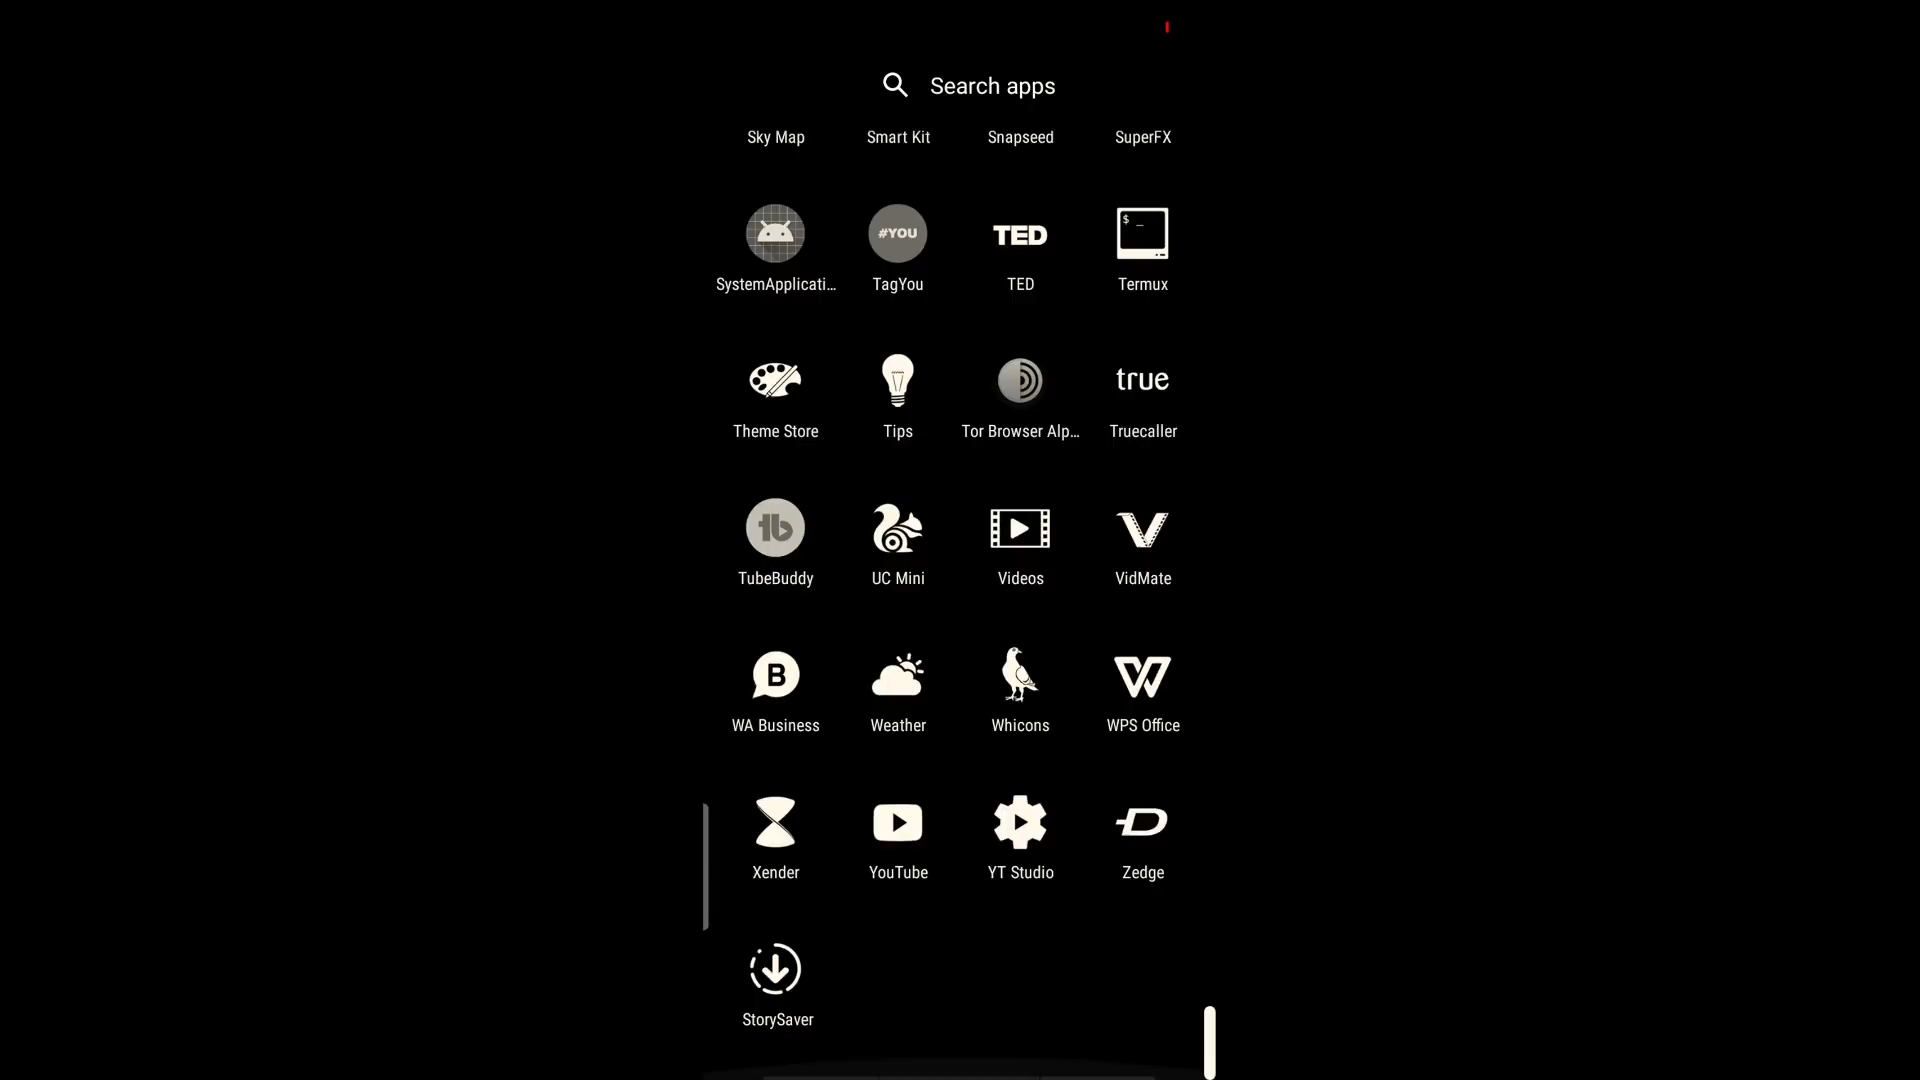 Search apps
Sky Map Smart Kit Snapseed SuperFX
#YOU TED $ _
SystemApplicati... TagYou TED Termux
true
Theme Store Tips Tor Browser Alp... Truecaller
tb
TubeBuddy UC Mini Videos VidMate
B
WA Business Weather Whicons WPS Office
Xender YouTube YT Studio Zedge
StorySaver